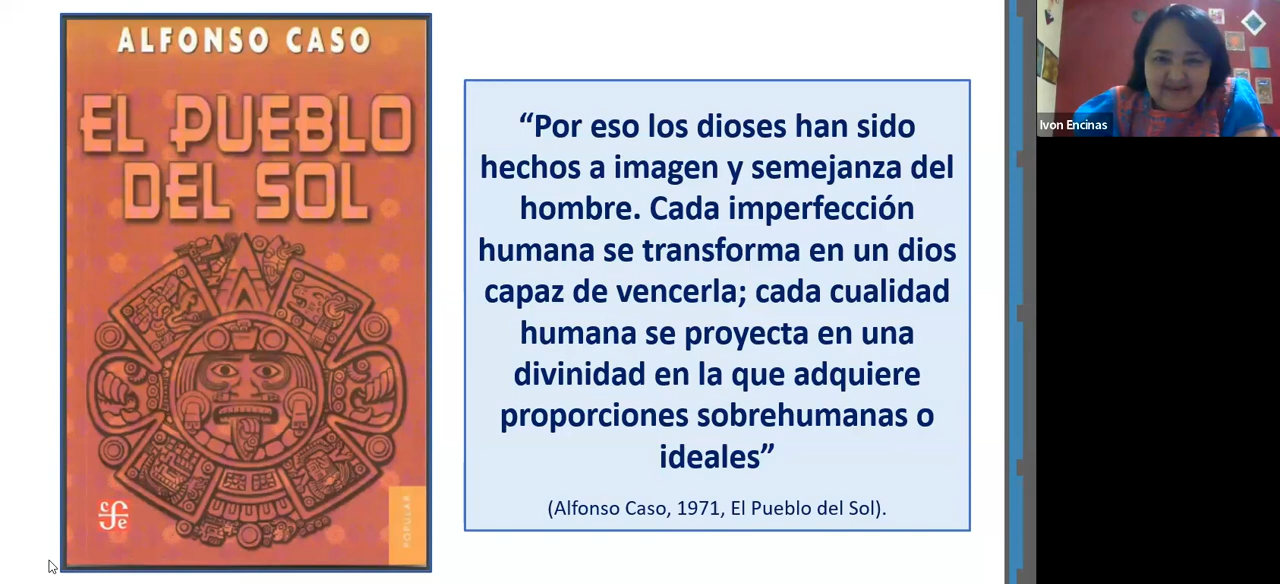 ALFONSO CASO
EL PUEBLO
DEL SOL
cfe
POPULAR
“Por eso los dioses han sido
hechos a imagen y semejanza del
hombre. Cada imperfección
humana se transforma en un dios
capaz de vencerla; cada cualidad
humana se proyecta en una
divinidad en la que adquiere
proporciones sobrehumanas o
ideales”
(Alfonso Caso, 1971, El Pueblo del Sol).
Ivon Encinas